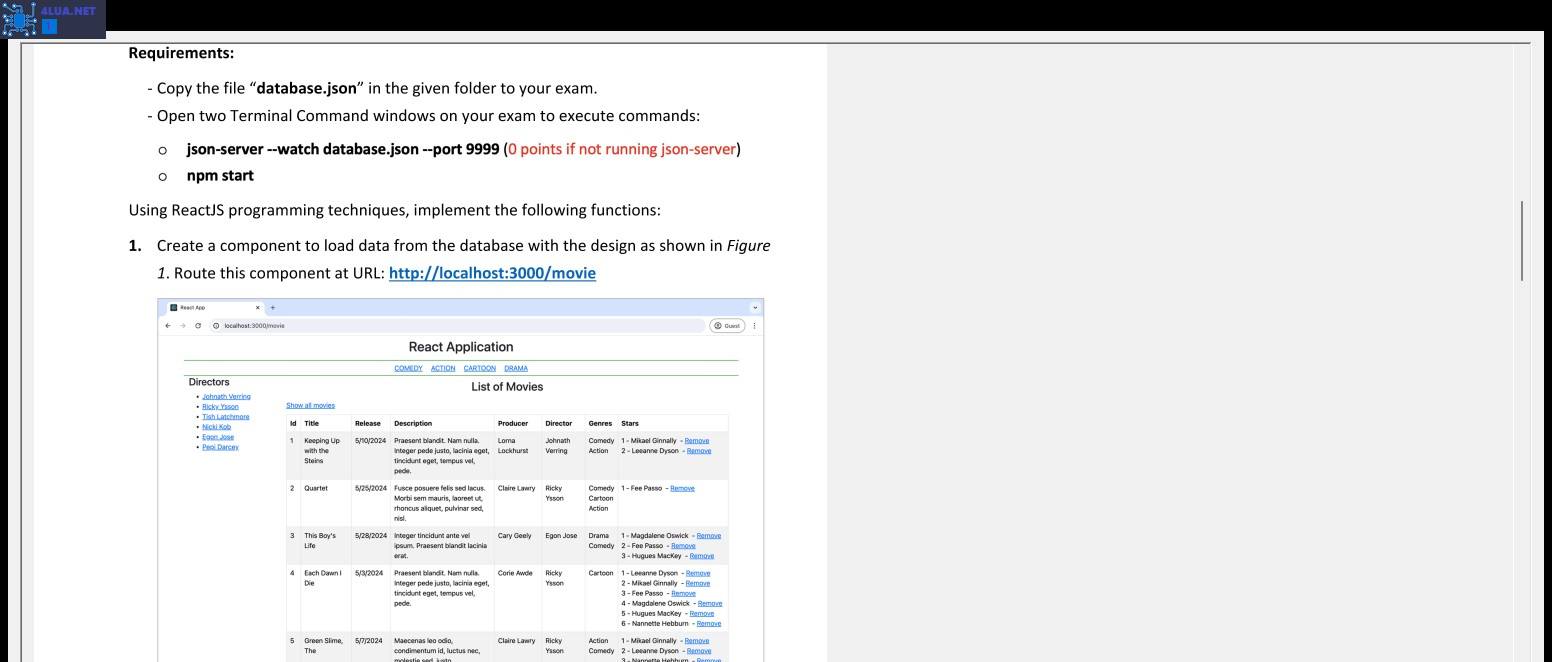 4LUA.NET
Requirements:
- Copy the file “database.json” in the given folder to your exam.
- Open two Terminal Command windows on your exam to execute commands:
o json-server --watch database.json --port 9999 (0 points if not running json-server)
o npm start
Using ReactJS programming techniques, implement the following functions:
1. Create a component to load data from the database with the design as shown in Figure
1. Route this component at URL: http://localhost:3000/movie
React App
localhost:3000/movie
Guest
React Application
COMEDY ACTION CARTOON DRAMA
Directors
• Johnath Verring
• Ricky Ysson
• Tish Latchmore
• Nicki Kob
• Egon Jose
• Pepi Darcey
List of Movies
Show all movies
Id Title Release Description Producer Director Genres Stars
1 Keeping Up 5/10/2024 Praesent blandit. Nam nulla. Lorna Johnath Comedy 1 - Mikael Ginnally - Remove
with the Integer pede justo, lacinia eget, Lockhurst Verring Action 2 - Leeanne Dyson - Remove
Steins tincidunt eget, tempus vel,
pede.
2 Quartet 5/25/2024 Fusce posuere felis sed lacus. Claire Lawry Ricky Comedy 1 - Fee Passo - Remove
Morbi sem mauris, laoreet ut, Ysson Cartoon
rhoncus aliquet, pulvinar sed, Action
nisl.
3 This Boy's 5/28/2024 Integer tincidunt ante vel Cary Geely Egon Jose Drama 1 - Magdalene Oswick - Remove
Life ipsum. Praesent blandit lacinia Comedy 2 - Fee Passo - Remove
erat. 3 - Hugues MacKey - Remove
4 Each Dawn I 5/3/2024 Praesent blandit. Nam nulla. Corie Awde Ricky Cartoon 1 - Leeanne Dyson - Remove
Die Integer pede justo, lacinia eget, Ysson 2 - Mikael Ginnally - Remove
tincidunt eget, tempus vel, 3 - Fee Passo - Remove
pede. 4 - Magdalene Oswick - Remove
5 - Hugues MacKey - Remove
6 - Nannette Hebburn - Remove
5 Green Slime, 5/7/2024 Maecenas leo odio, Claire Lawry Ricky Action 1 - Mikael Ginnally - Remove
The condimentum id, luctus nec, Ysson Comedy 2 - Leeanne Dyson - Remove
molestie sed, justo. 3 - Nannette Hebburn - Remove